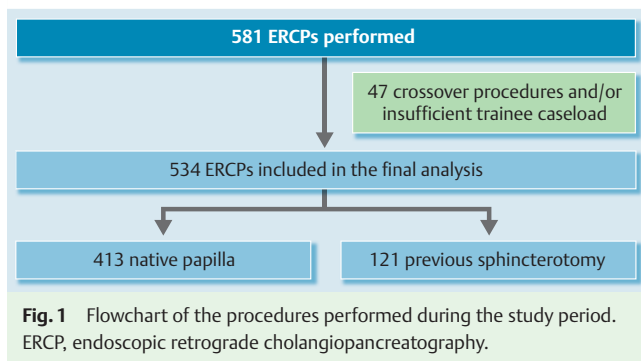 581 ERCPs performed
47 crossover procedures and/or
insufficient trainee caseload
534 ERCPs included in the final analysis
413 native papilla
121 previous sphincterotomy
Fig. 1 Flowchart of the procedures performed during the study period.
ERCP, endoscopic retrograde cholangiopancreatography.